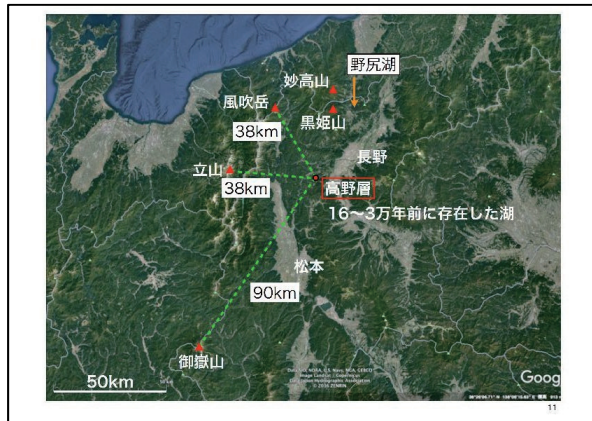 野尻湖
妙高山
風吹岳
黒姫山
38km
長野
立山
38km
高野層
16〜3万年前に存在した湖
松本
90km
御嶽山
50km
Goog
11